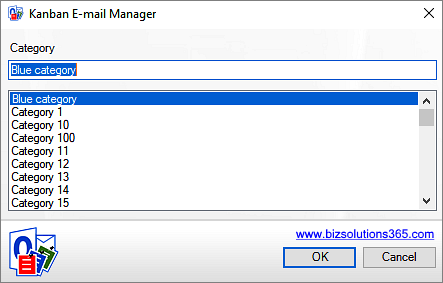 Kanban E-mail Manager
Category
Blue category
Blue category
Category 1
Category 10
Category 100
Category 11
Category 12
Category 13
Category 14
Category 15
www.bizsolutions365.com
OK Cancel